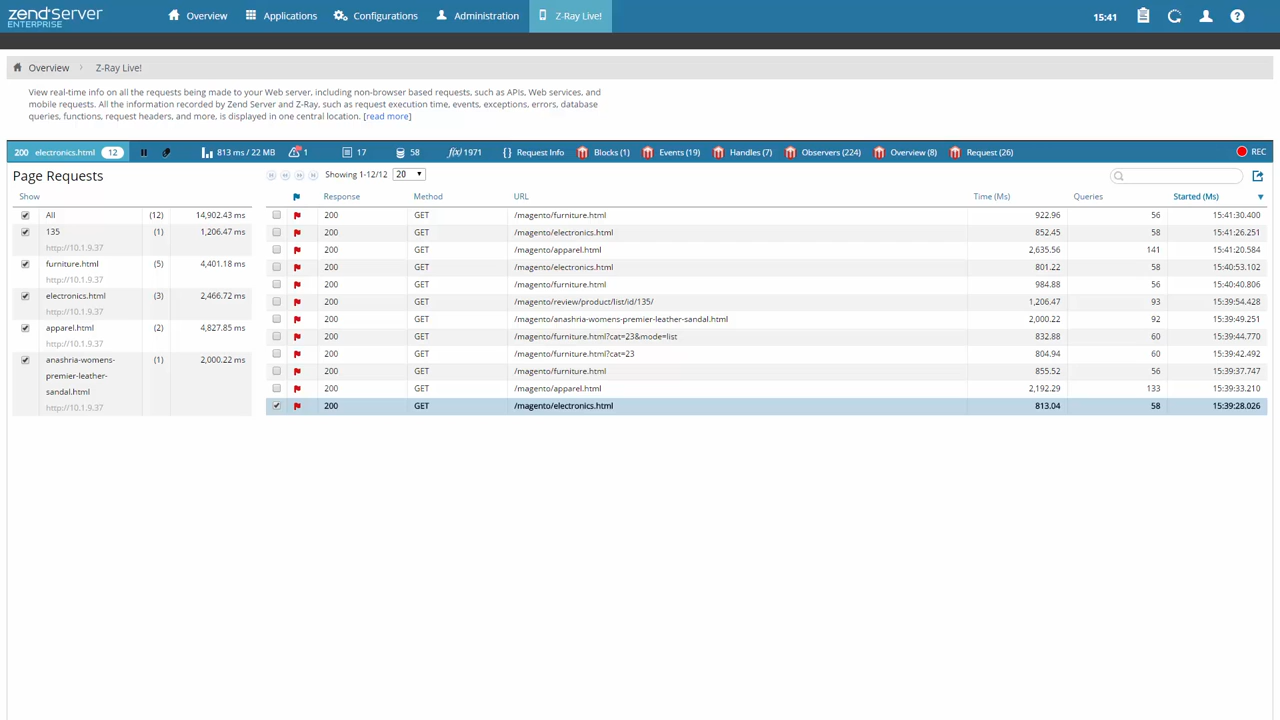 zend Server
ENTERPRISE
Overview
Applications
Configurations
Administration
Z-Ray Live!
15:41
Overview
Z-Ray Live!
View real-time info on all the requests being made to your Web server, including non-browser based requests, such as APIs, Web services, and
mobile requests. All the information recorded by Zend Server and Z-Ray, such as request execution time, events, exceptions, errors, database
queries, functions, request headers, and more, is displayed in one central location. [read more]
200 electronics.html 12 813 ms / 22 MB 1 17 58 f(x) 1971 { } Request Info Blocks (1) Events (19) Handles (7) Observers (224) Overview (8) Request (26) REC
Page Requests
Showing 1-12/12 20
Show
All (12) 14,902.43 ms
135 (1) 1,206.47 ms
http://10.1.9.37
furniture.html (5) 4,401.18 ms
http://10.1.9.37
electronics.html (3) 2,466.72 ms
http://10.1.9.37
apparel.html (2) 4,827.85 ms
http://10.1.9.37
anashria-womens- (1) 2,000.22 ms
premier-leather-
sandal.html
http://10.1.9.37
Response Method URL Time (Ms) Queries Started (Ms)
200 GET /magento/furniture.html 922.96 56 15:41:30.400
200 GET /magento/electronics.html 852.45 58 15:41:26.251
200 GET /magento/apparel.html 2,635.56 141 15:41:20.584
200 GET /magento/electronics.html 801.22 58 15:40:53.102
200 GET /magento/furniture.html 984.88 56 15:40:40.806
200 GET /magento/review/product/list/id/135/ 1,206.47 93 15:39:54.428
200 GET /magento/anashria-womens-premier-leather-sandal.html 2,000.22 92 15:39:49.251
200 GET /magento/furniture.html?cat=23&mode=list 832.88 60 15:39:44.770
200 GET /magento/furniture.html?cat=23 804.94 60 15:39:42.492
200 GET /magento/furniture.html 855.52 56 15:39:37.747
200 GET /magento/apparel.html 2,192.29 133 15:39:33.210
200 GET /magento/electronics.html 813.04 58 15:39:28.026